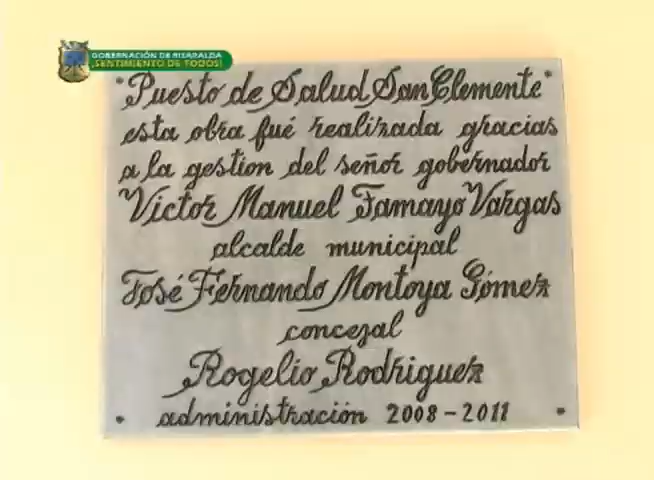 GOBERNACIÓN DE RISARALDA
¡SENTIMIENTO DE TODOS!
"Puesto de Salud San Clemente"
esta obra fué realizada gracias
a la gestion del señor gobernador
Victor Manuel Tamayo Vargas
alcalde municipal
José Fernando Montoya Gómez
concejal
Rogelio Rodriguez
administración 2008-2011